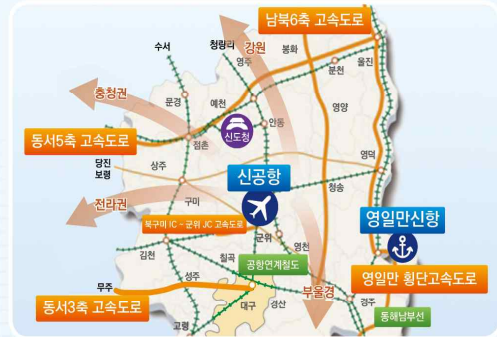 남북6축 고속도로
수서
청량리
강원
봉화
울진
영주
분천
충청권
문경
예천
영양
동서5축 고속도로
점촌
신도청
안동
당진
보령
상주
영덕
신공항
청송
전라권
구미
영일만신항
북구미 IC - 군위 JC 고속도로
군위
영천
김천
칠곡
공항연계철도
영일만 횡단고속도로
성주
무주
부울경
동서3축 고속도로
대구
경산
경주
동해남부선
고령